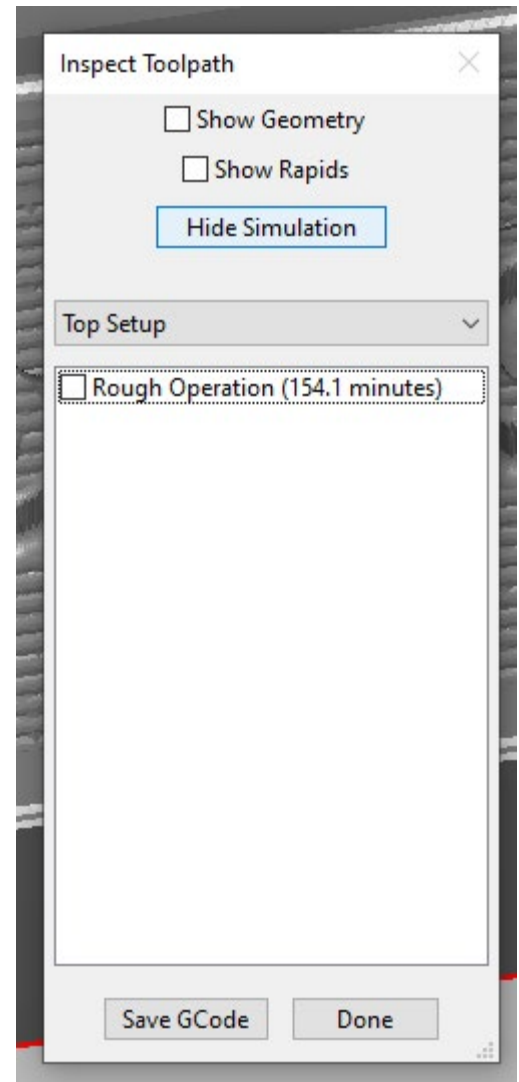 Inspect Toolpath
Show Geometry
Show Rapids
Hide Simulation
Top Setup
Rough Operation (154.1 minutes)
Save GCode Done